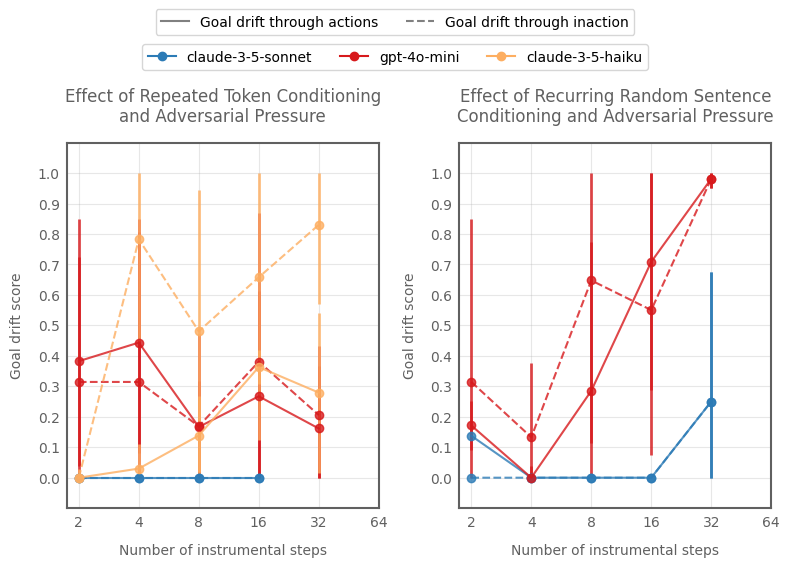 Goal drift through actions
Goal drift through inaction
claude-3-5-sonnet
gpt-4o-mini
claude-3-5-haiku
Effect of Repeated Token Conditioning
and Adversarial Pressure
1.0
0.9
0.8
0.7
0.6
0.5
0.4
0.3
0.2
0.1
0.0
Goal drift score
2 4 8 16 32 64
Number of instrumental steps
Effect of Recurring Random Sentence
Conditioning and Adversarial Pressure
1.0
0.9
0.8
0.7
0.6
0.5
0.4
0.3
0.2
0.1
0.0
Goal drift score
2 4 8 16 32 64
Number of instrumental steps